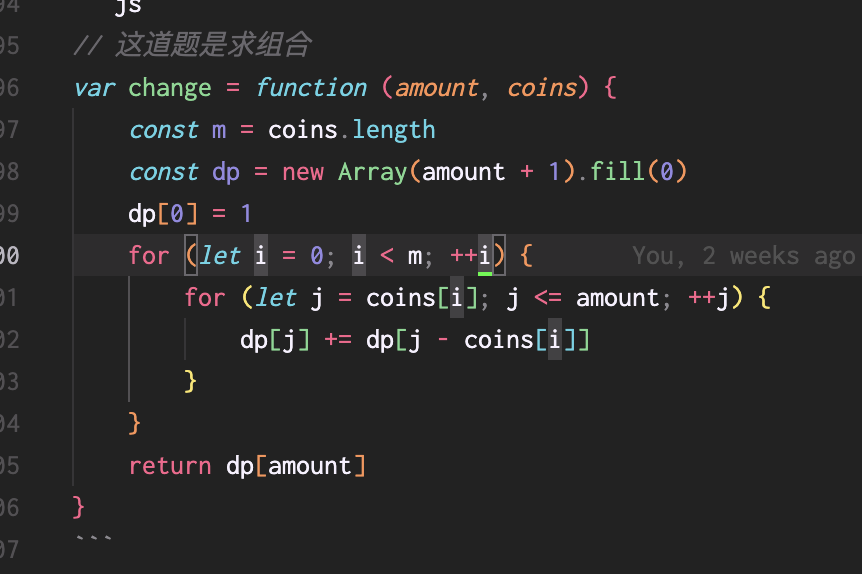 94 js
95 // 这道题是求组合
96 var change = function (amount, coins) {
97 const m = coins.length
98 const dp = new Array(amount + 1).fill(0)
99 dp[0] = 1
00 for (let i = 0; i < m; ++i) { You, 2 weeks ago
01 for (let j = coins[i]; j <= amount; ++j) {
02 dp[j] += dp[j - coins[i]]
03 }
04 }
05 return dp[amount]
06 }
07 ```